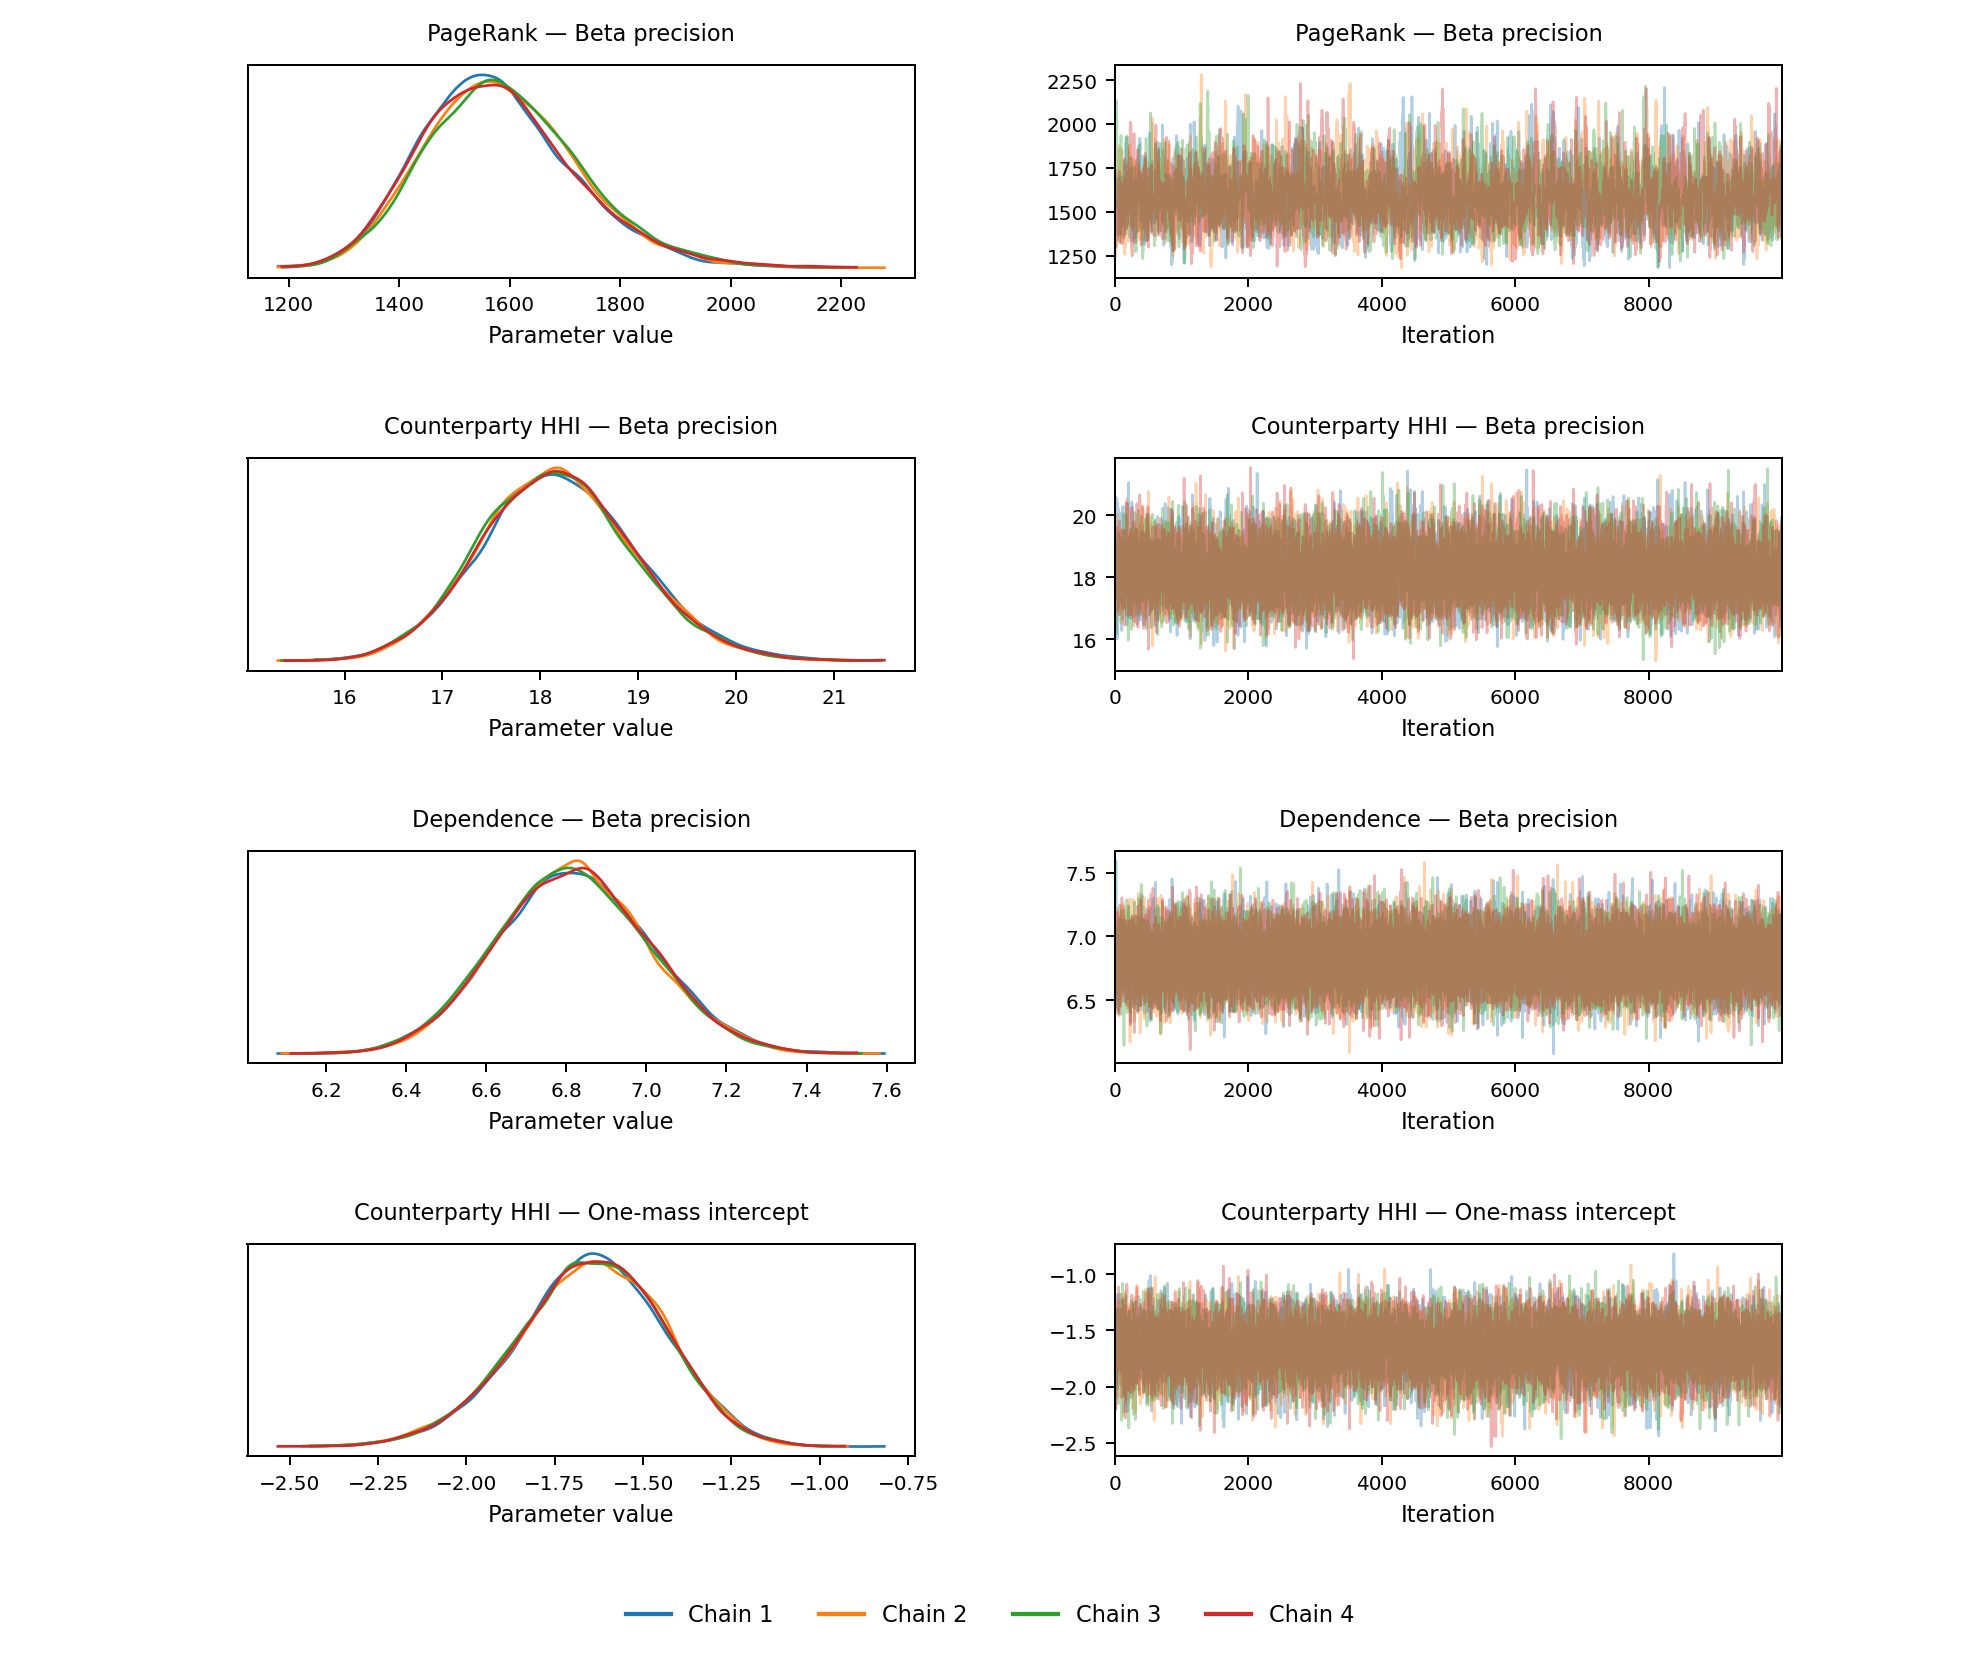 PageRank — Beta precision
PageRank — Beta precision
2250
2000
1750
1500
1250
1200 1400 1600 1800 2000 2200
0 2000 4000 6000 8000
Parameter value
Iteration
Counterparty HHI — Beta precision
Counterparty HHI — Beta precision
20
18
16
16 17 18 19 20 21
0 2000 4000 6000 8000
Parameter value
Iteration
Dependence — Beta precision
Dependence — Beta precision
7.5
7.0
6.5
6.2 6.4 6.6 6.8 7.0 7.2 7.4 7.6
0 2000 4000 6000 8000
Parameter value
Iteration
Counterparty HHI — One-mass intercept
Counterparty HHI — One-mass intercept
−1.0
−1.5
−2.0
−2.5
−2.50 −2.25 −2.00 −1.75 −1.50 −1.25 −1.00 −0.75
0 2000 4000 6000 8000
Parameter value
Iteration
Chain 1 Chain 2 Chain 3 Chain 4